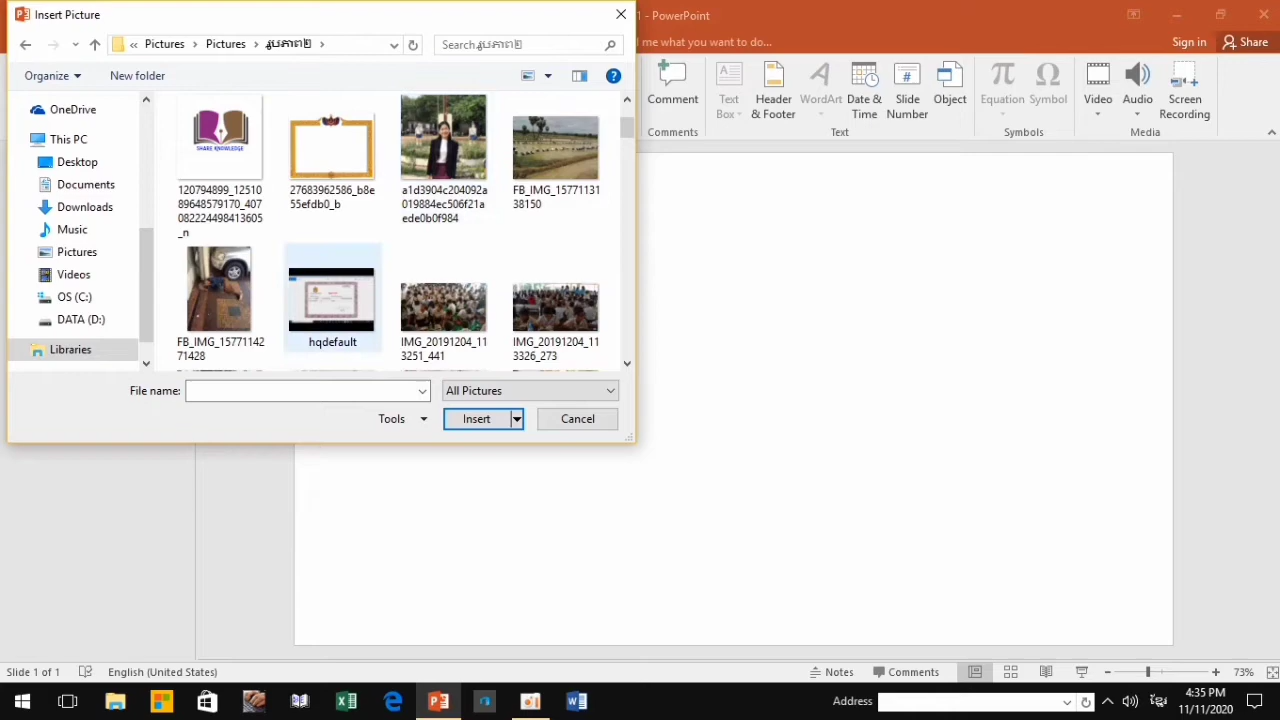 Insert Picture
1 - PowerPoint
« Pictures › Pictures › រូបភាព២ ›
Search រូបភាព២
l me what you want to do...
Sign in
Share
Organize
New folder
Comment
Text Box
Header & Footer
WordArt
Date & Time
Slide Number
Object
Equation
Symbol
Video
Audio
Screen Recording
Comments
Text
Symbols
Media
OneDrive
This PC
Desktop
Documents
Downloads
Music
Pictures
Videos
OS (C:)
DATA (D:)
Libraries
SHARE KNOWLEDGE
120794899_12510
89648579170_407
082224498413605
_n
27683962586_b8e
55efdb0_b
a1d3904c204092a
019884ec506f21a
ede0b0f984
FB_IMG_15771131
38150
FB_IMG_15771142
71428
hqdefault
IMG_20191204_11
3251_441
IMG_20191204_11
3326_273
File name:
All Pictures
Tools
Insert
Cancel
Slide 1 of 1
English (United States)
Notes
Comments
73%
Address
4:35 PM
11/11/2020